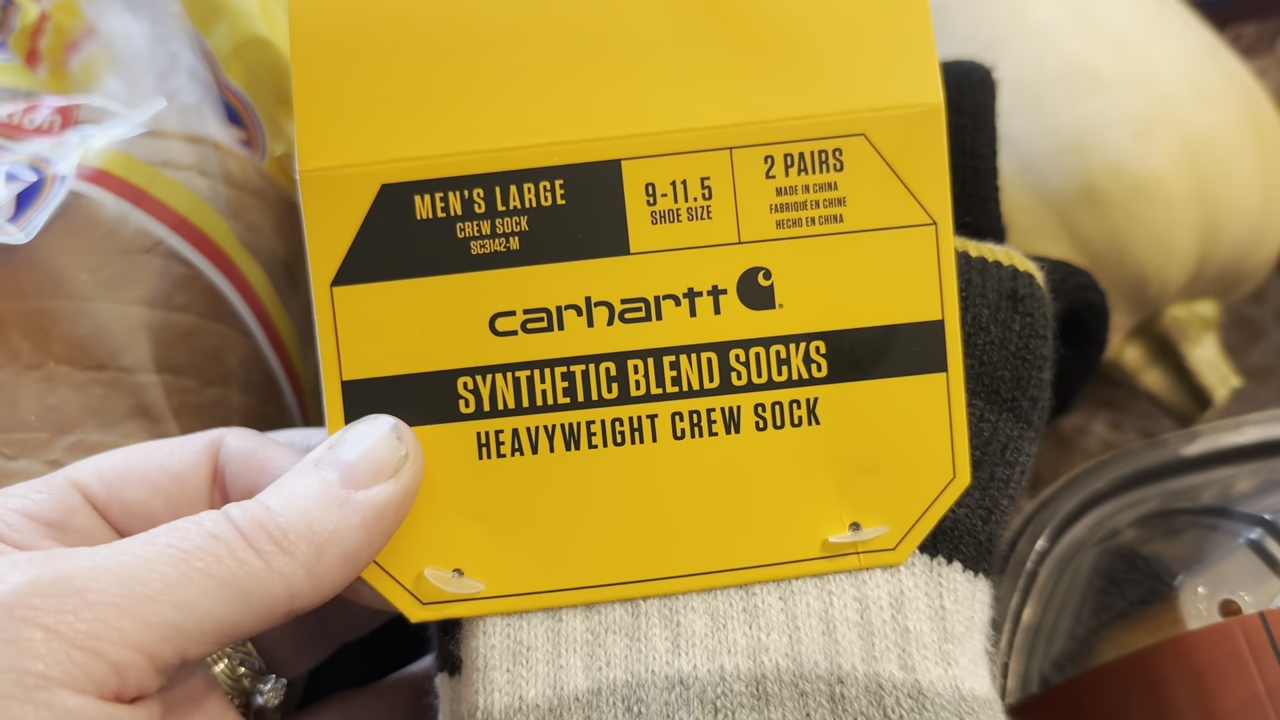 MEN'S LARGE
CREW SOCK
SC3142-M
9-11.5
SHOE SIZE
2 PAIRS
MADE IN CHINA
FABRIQUÉ EN CHINE
HECHO EN CHINA
carhartt
SYNTHETIC BLEND SOCKS
HEAVYWEIGHT CREW SOCK